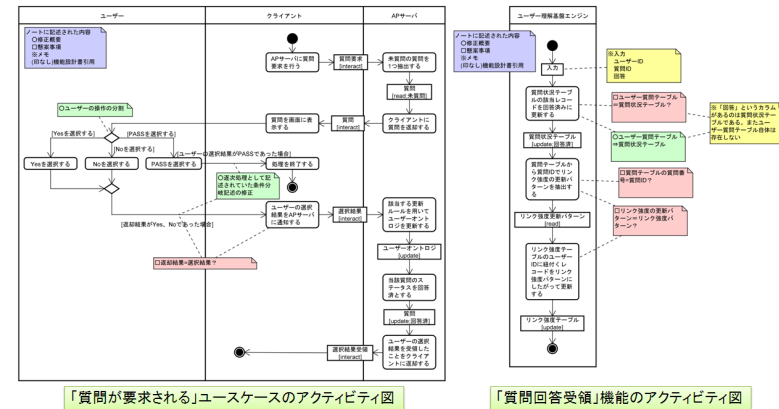 ユーザー
クライアント
APサーバ
ノートに記述された内容
〇修正概要
□懸案事項
※メモ
(印なし)機能設計書引用
APサーバに質問
要求を行う
質問要求
[interact]
未質問の質問を
1つ抽出する
質問
[read:未質問]
〇ユーザーの操作の分割
質問を画面に表
示する
質問
[interact]
クライアントに
質問を返却する
[Yesを選択する]
[PASSを選択する]
[Noを選択する]
[ユーザーの選択結果がPASSであった場合]
Yesを選択する
Noを選択する
PASSを選択する
処理を終了する
〇逐次処理として記
述されていた条件分
岐記述の修正
ユーザーの選択
結果をAPサーバ
に通知する
選択結果
[interact]
該当する更新
ルールを用いて
ユーザーオント
ロジを更新する
[返却結果がYes、Noであった場合]
ユーザーオントロジ
[update]
□返却結果=選択結果？
当該質問のス
テータスを回答
済とする
質問
[update:回答済]
選択結果受領
[interact]
ユーザーの選択
結果を受領した
ことをクライア
ントに返却する
「質問が要求される」ユースケースのアクティビティ図
ユーザー理解基盤エンジン
ノートに記述された内容
〇修正概要
□懸案事項
※メモ
(印なし)機能設計書引用
入力
※入力
ユーザーID
質問ID
回答
質問状況テーブ
ルの該当レコー
ドを回答済みに
更新する
□ユーザー質問テーブル
=質問状況テーブル？
※「回答」というカラム
があるのは質問状況テー
ブルである。またユー
ザー質問テーブル自体は
存在しない
質問状況テーブル
[update:回答済]
〇ユーザー質問テーブル
⇒質問状況テーブル
質問テーブルか
ら質問IDでリン
ク強度の更新パ
ターンを抽出す
る
□質問テーブルの質問番
号=質問ID？
リンク強度更新パターン
[read]
□リンク強度の更新パ
ターン=リンク強度パ
ターン？
リンク強度テー
ブルのユーザー
IDに紐付くレ
コードをリンク
強度パターンに
したがって更新
する
リンク強度テーブル
[update]
「質問回答受領」機能のアクティビティ図